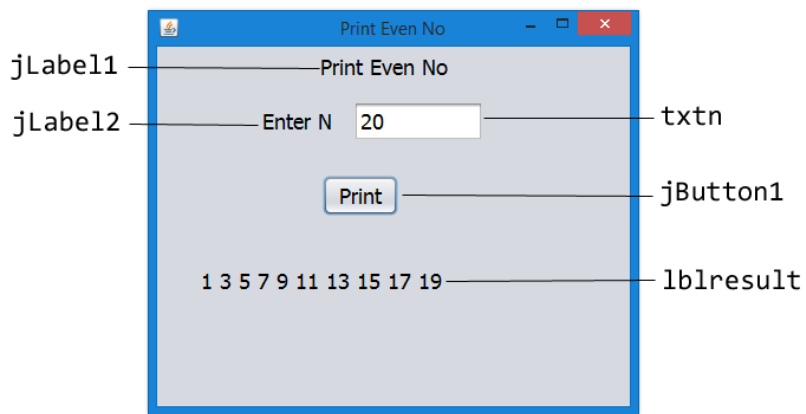 Print Even No
jLabel1
Print Even No
jLabel2
Enter N
20
txtn
Print
jButton1
1 3 5 7 9 11 13 15 17 19
lblresult